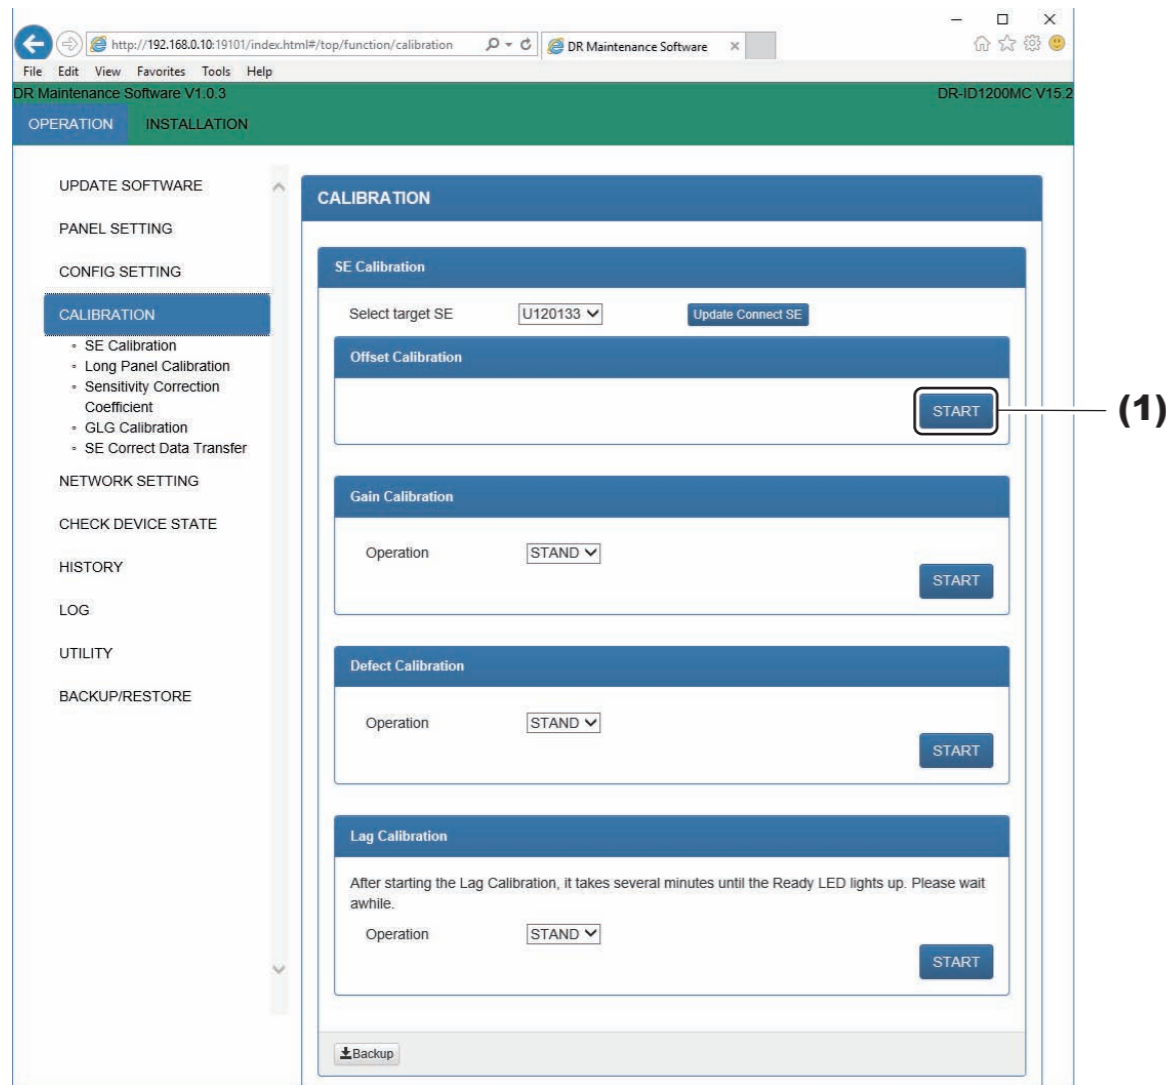 http://192.168.0.10:19101/index.html#/top/function/calibration
DR Maintenance Software
File Edit View Favorites Tools Help
DR Maintenance Software V1.0.3
DR-ID1200MC V15.2
OPERATION
INSTALLATION
UPDATE SOFTWARE
PANEL SETTING
CONFIG SETTING
CALIBRATION
SE Calibration
Long Panel Calibration
Sensitivity Correction
Coefficient
GLG Calibration
SE Correct Data Transfer
NETWORK SETTING
CHECK DEVICE STATE
HISTORY
LOG
UTILITY
BACKUP/RESTORE
CALIBRATION
SE Calibration
Select target SE
U120133
Update Connect SE
Offset Calibration
START
(1)
Gain Calibration
Operation
STAND
START
Defect Calibration
Operation
STAND
START
Lag Calibration
After starting the Lag Calibration, it takes several minutes until the Ready LED lights up. Please wait
awhile.
Operation
STAND
START
Backup